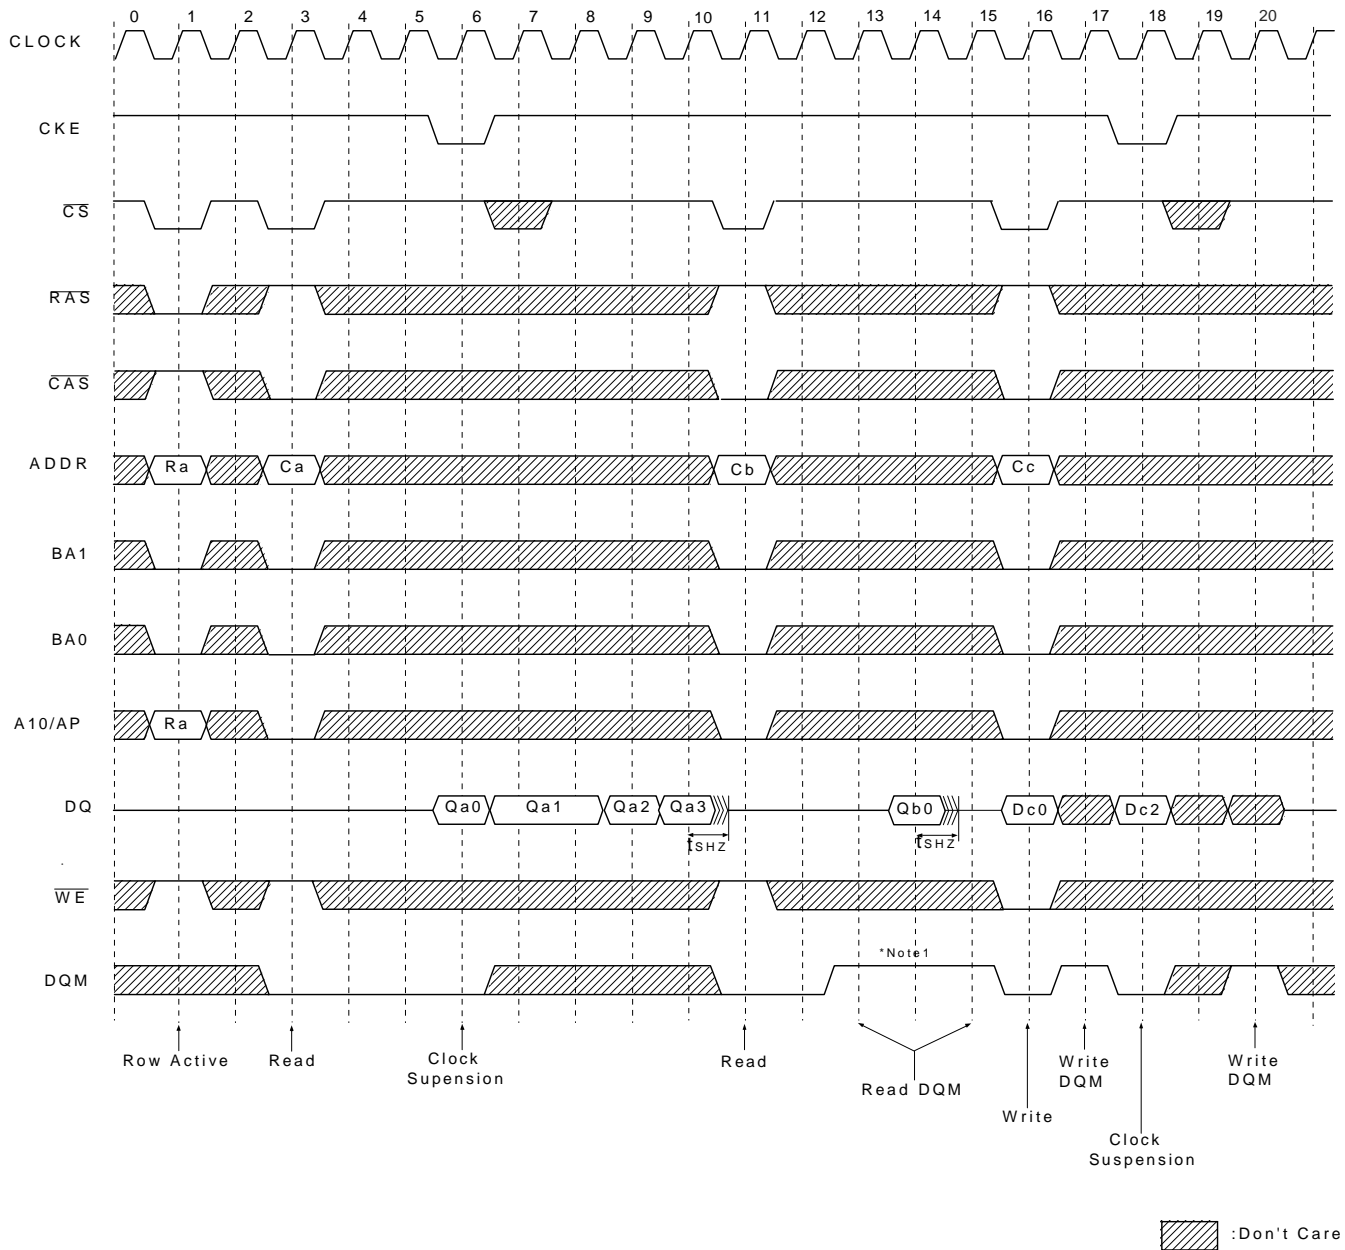 0 1 2 3 4 5 6 7 8 9 10 11 12 13 14 15 16 17 18 19 20
CLOCK
CKE
CS
RAS
CAS
ADDR Ra Ca Cb Cc
BA1
BA0
A10/AP Ra
DQ Qa0 Qa1 Qa2 Qa3 Qb0 Dc0 Dc2
tSHZ tSHZ
WE
*Note1
DQM
Row Active Read Clock Supension Read Read DQM Write Write DQM Clock Suspension Write DQM
:Don't Care